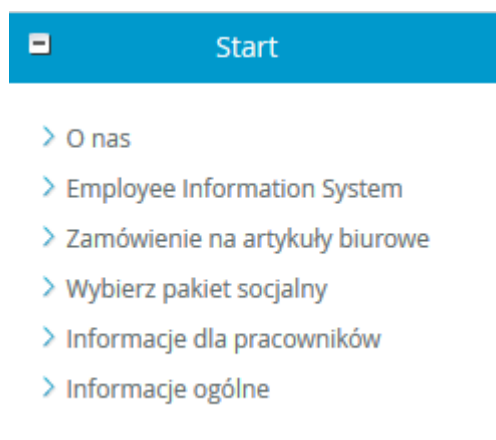 Start
O nas
Employee Information System
Zamówienie na artykuły biurowe
Wybierz pakiet socjalny
Informacje dla pracowników
Informacje ogólne